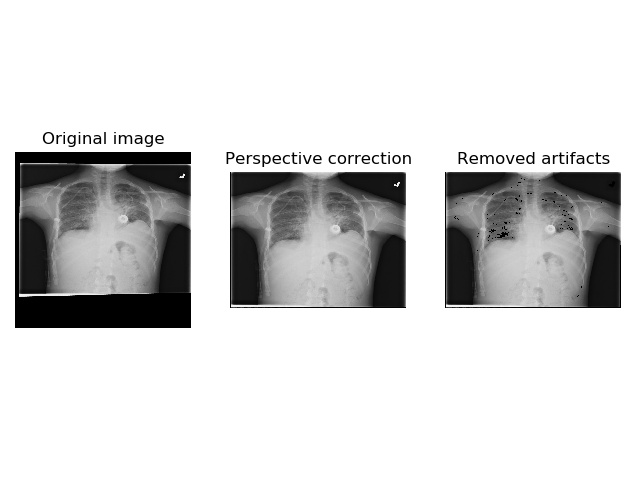 Original image
Perspective correction
Removed artifacts